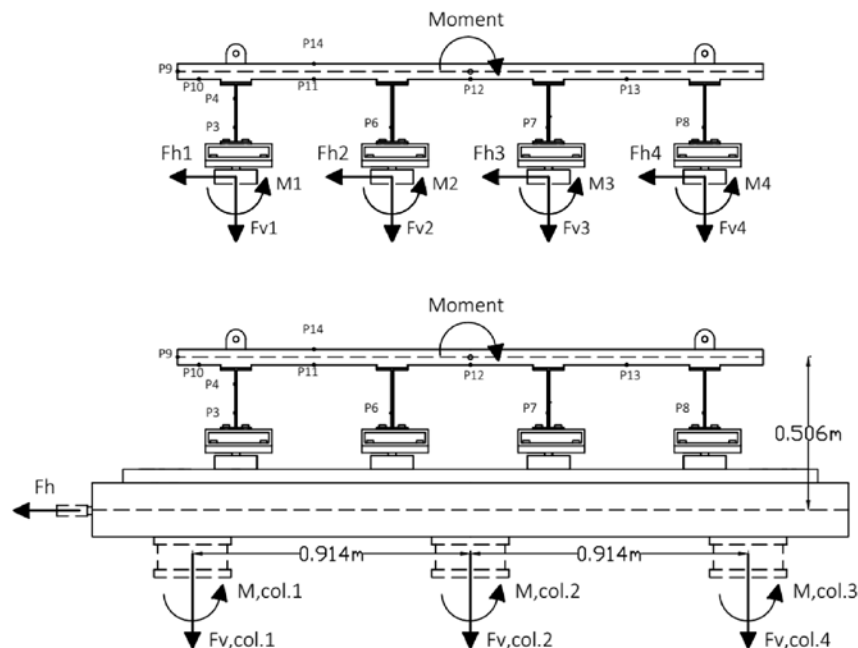 Moment
P14
P9
P10 P11 P12 P13
P4
P3 P6 P7 P8
Fh1 Fh2 Fh3 Fh4
M1 M2 M3 M4
Fv1 Fv2 Fv3 Fv4
Moment
P14
P9
P10 P11 P12 P13
P4
P3 P6 P7 P8
0.506m
Fh
0.914m 0.914m
M,col.1 M,col.2 M,col.3
Fv,col.1 Fv,col.2 Fv,col.4